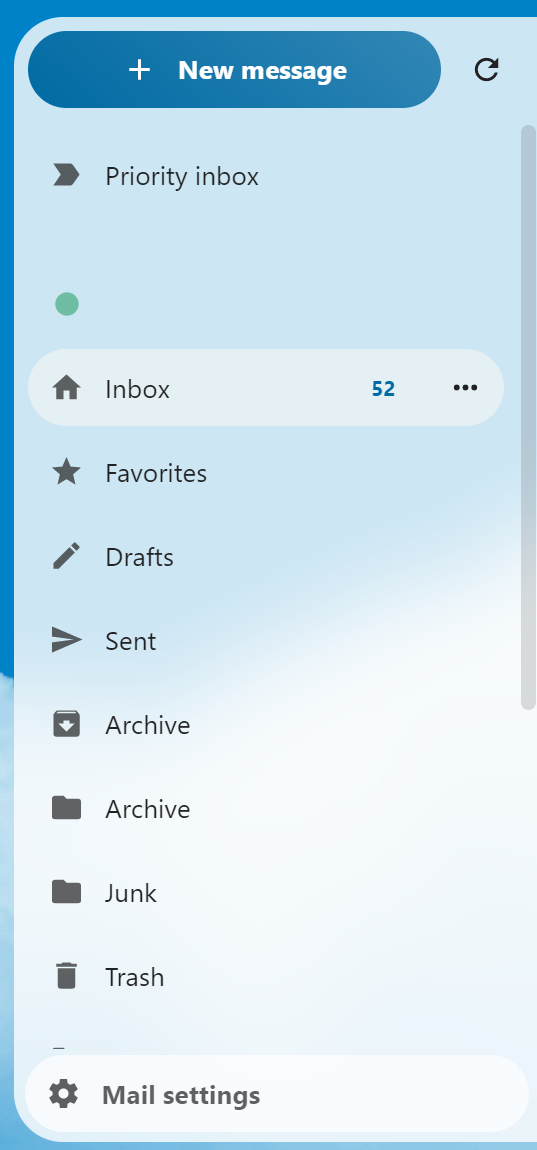 New message
Priority inbox
Inbox 52
Favorites
Drafts
Sent
Archive
Archive
Junk
Trash
Mail settings